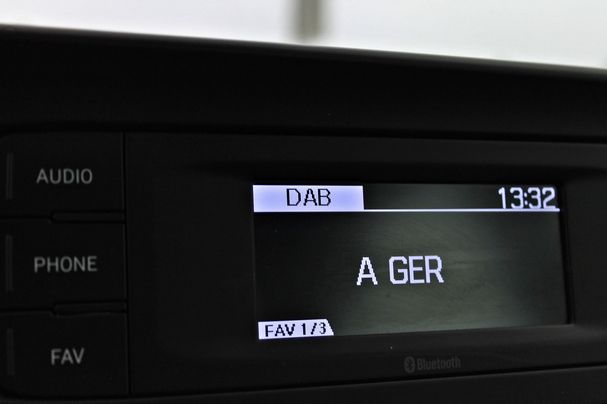 AUDIO
DAB 13:32
PHONE
A GER
FAV 1/3
FAV
Bluetooth